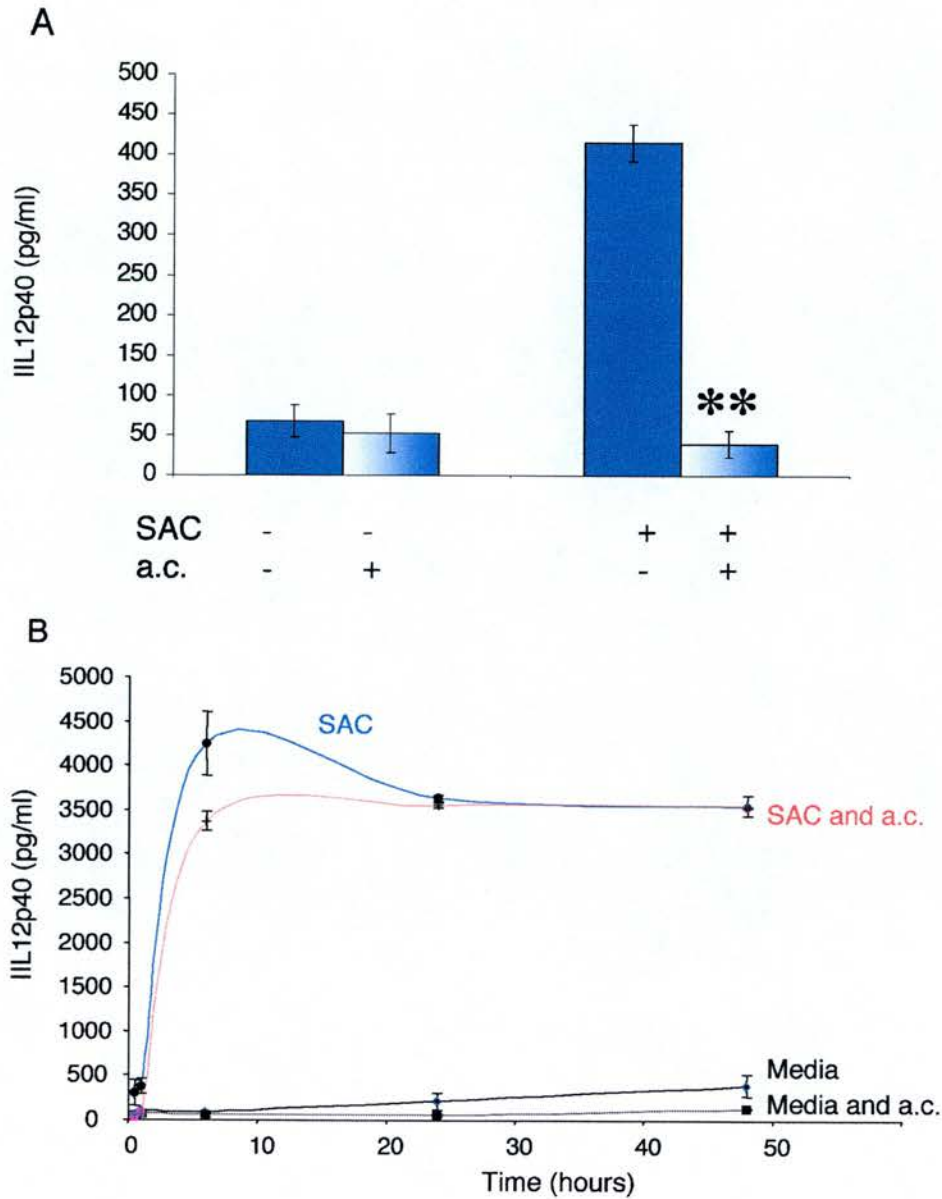 A
500
450
400
350
300
250
200
150
100
50
0
IIL12p40 (pg/ml)
**
SAC - - + +
a.c. - + - +
B
5000
4500
4000
3500
3000
2500
2000
1500
1000
500
0
IIL12p40 (pg/ml)
SAC
SAC and a.c.
Media
Media and a.c.
0 10 20 30 40 50
Time (hours)